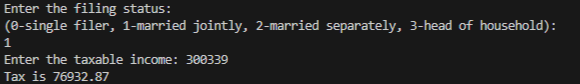 Enter the filing status:
(0-single filer, 1-married jointly, 2-married separately, 3-head of household):
1
Enter the taxable income: 300339
Tax is 76932.87